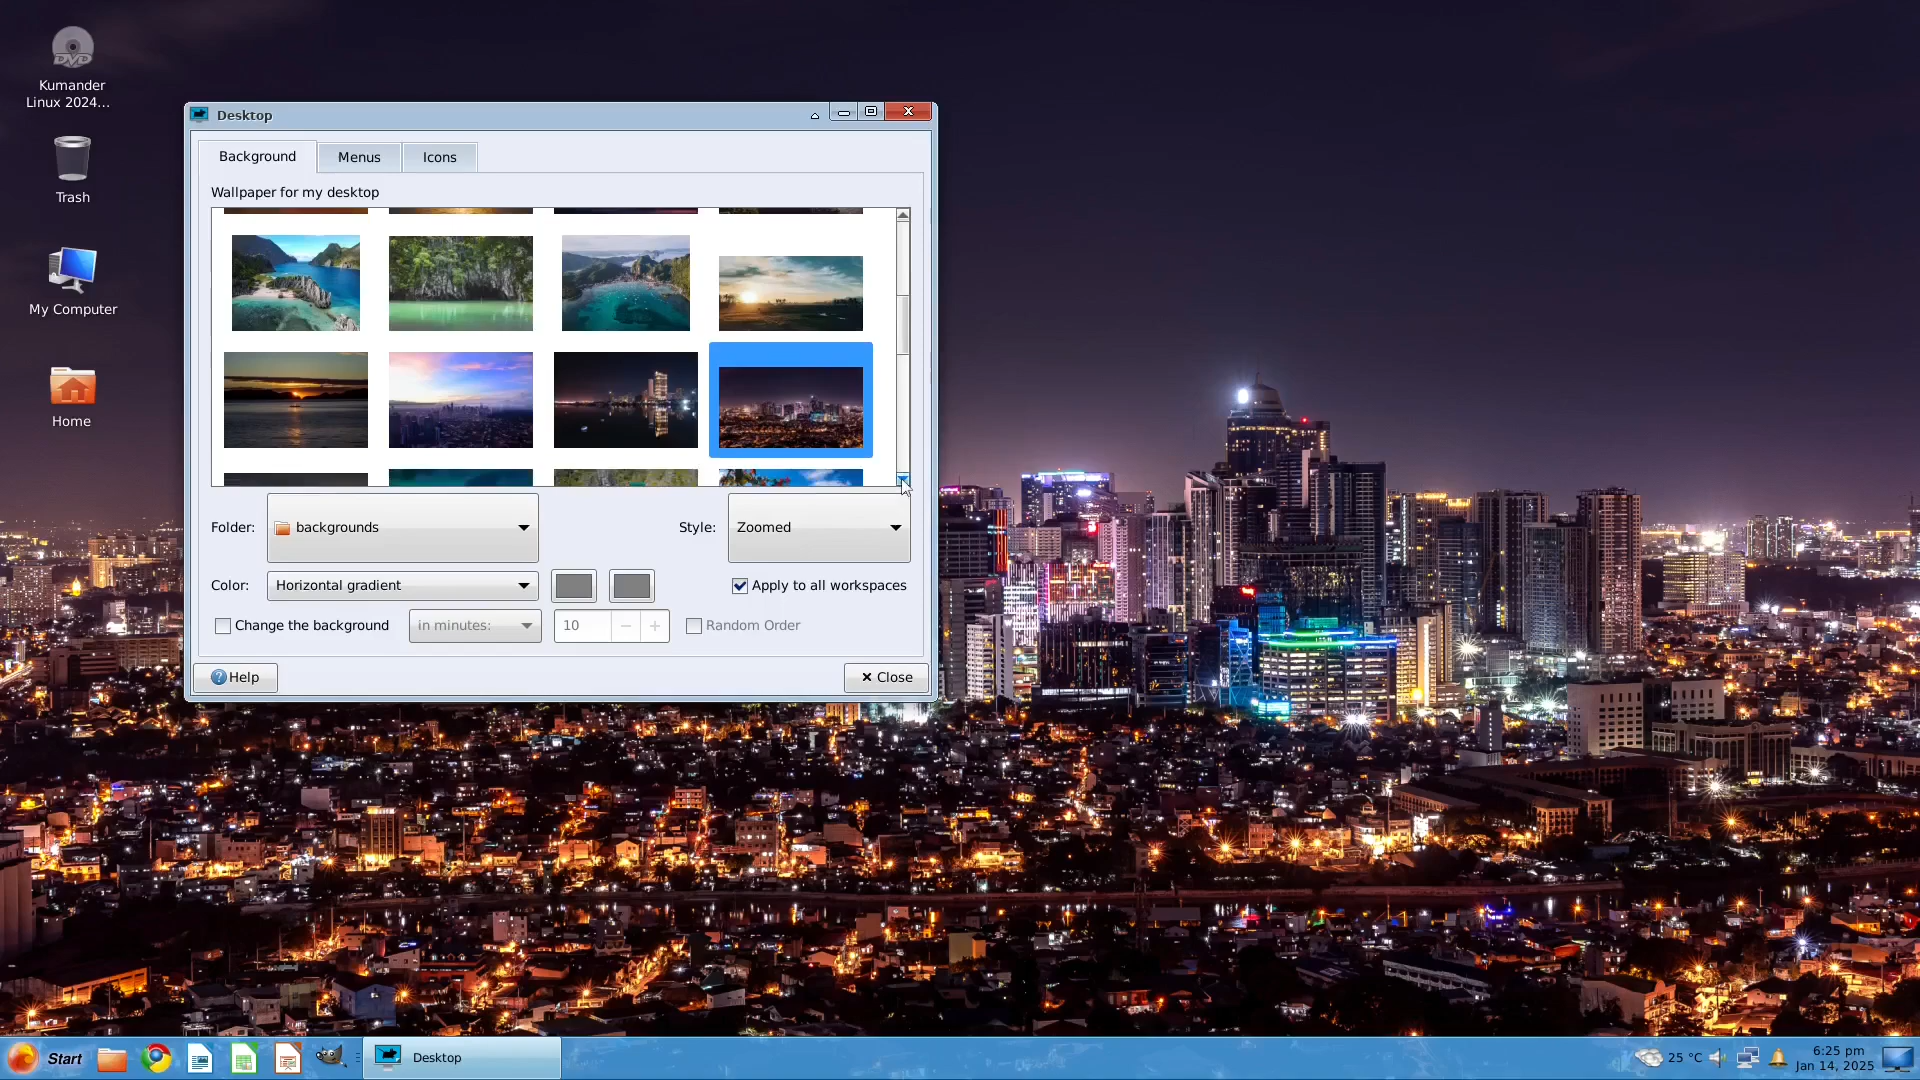 Kumander
Linux 2024...
Trash
My Computer
Home
Desktop
Background
Menus
Icons
Wallpaper for my desktop
Folder:
backgrounds
Style:
Zoomed
Color:
Horizontal gradient
Apply to all workspaces
Change the background
in minutes:
10
Random Order
Help
Close
Start
Desktop
25 °C
6:25 pm
Jan 14, 2025